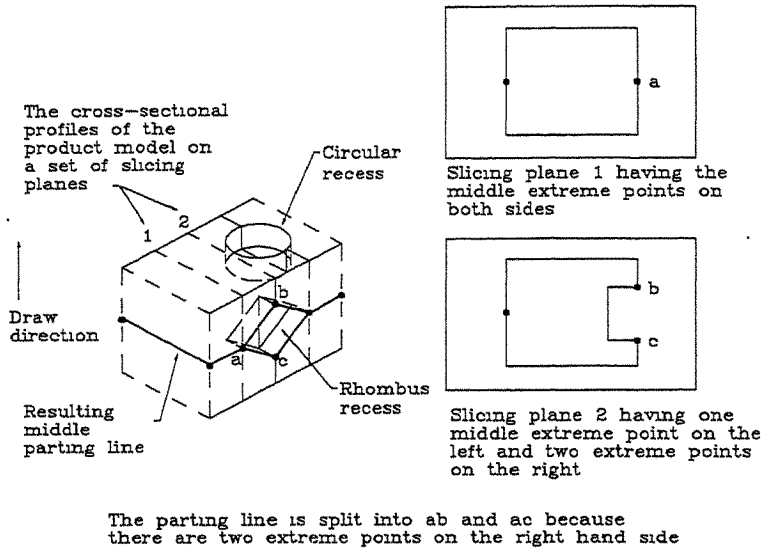 The cross-sectional
profiles of the
product model on
a set of slicing
planes
Circular
recess
1
2
Draw
direction
b
a
c
Rhombus
recess
Resulting
middle
parting line
a
Slicing plane 1 having the
middle extreme points on
both sides
b
c
Slicing plane 2 having one
middle extreme point on the
left and two extreme points
on the right
The parting line is split into ab and ac because
there are two extreme points on the right hand side